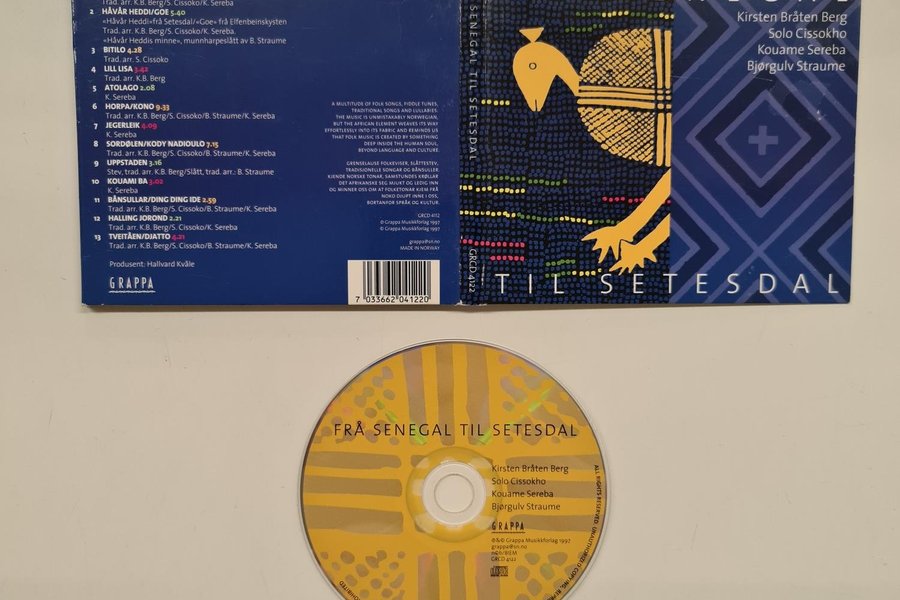 Trad. arr. K.B. Berg/S. Cissoko/K. Sereba
2 HÅVÅR HEDDI/GOE 5.40
«Håvår Heddi»frå Setesdal/«Goe» frå Elfenbeinskysten
Trad. arr. K.B. Berg/S. Cissoko/K. Sereba.
«Håvår Heddis minne», munnharpeslått av B. Straume
3 BITILO 4.28
Trad. arr. S. Cissoko
4 LILL LISA 3.42
Trad. arr. K.B. Berg
5 ATOLAGO 2.08
K. Sereba
6 HORPA/KONO 9.33
Trad. arr. K.B. Berg/S. Cissoko/B. Straume/K. Sereba
7 JEGERLEIK 4.09
K. Sereba
8 SORDØLEN/KODY NADIOULO 7.15
Trad. arr. K.B. Berg/S. Cissoko/B. Straume/K. Sereba
9 UPPSTADEN 3.16
Stev, trad. arr. K.B. Berg/Slått, trad. arr.: B. Straume
10 KOUAMI BA 3.02
K. Sereba
11 BÅNSULLAR/DING DING IDE 2.59
Trad. arr. K.B. Berg/S. Cissoko/K. Sereba
12 HALLING JOROND 2.21
Trad. arr. K.B. Berg/S. Cissoko/B. Straume/K. Sereba
13 TVEITÅEN/DJATTO 4.21
Trad. arr. K.B. Berg/S. Cissoko/B. Straume/K. Sereba
Produsent: Hallvard Kvåle
GRAPPA
A MULTITUDE OF FOLK SONGS, FIDDLE TUNES,
TRADITIONAL SONGS AND LULLABIES.
THE MUSIC IS UNMISTAKABLY NORWEGIAN,
BUT THE AFRICAN ELEMENT WEAVES ITS WAY
EFFORTLESSLY INTO ITS FABRIC AND REMINDS US
THAT FOLK MUSIC IS CREATED BY SOMETHING
DEEP INSIDE THE HUMAN SOUL,
BEYOND LANGUAGE AND CULTURE.
GRENSELAUSE FOLKEVISER, SLÅTTESTEV,
TRADISJONELLE SONGAR OG BÅNSULLER.
KJENDE NORSKE TONAR, SAMSTUNDES KRØLLAR
DET AFRIKANSKE SEG MJUKT OG LEDIG INN
OG MINNER OSS OM AT FOLKETONAR KJEM FRÅ
NOKO DJUPT INNE I OSS,
BORTANFOR SPRÅK OG KULTUR.
GRCD 4112
℗ Grappa Musikkforlag 1997
© Grappa Musikkforlag 1997
grappa@sn.no
MADE IN NORWAY
7 033662 041220
SENEGAL TIL SETESDAL
GRCD 4122
Kirsten Bråten Berg
Solo Cissokho
Kouame Sereba
Bjørgulv Straume
TIL SETESDAL
FRÅ SENEGAL TIL SETESDAL
Kirsten Bråten Berg
Solo Cissokho
Kouame Sereba
Bjørgulv Straume
GRAPPA
℗&© Grappa Musikkforlag 1997
grappa@sn.no
n©b/BIEM
GRCD 4122
ALL RIGHTS RESERVED. UNAUTHORIZED COPYING,